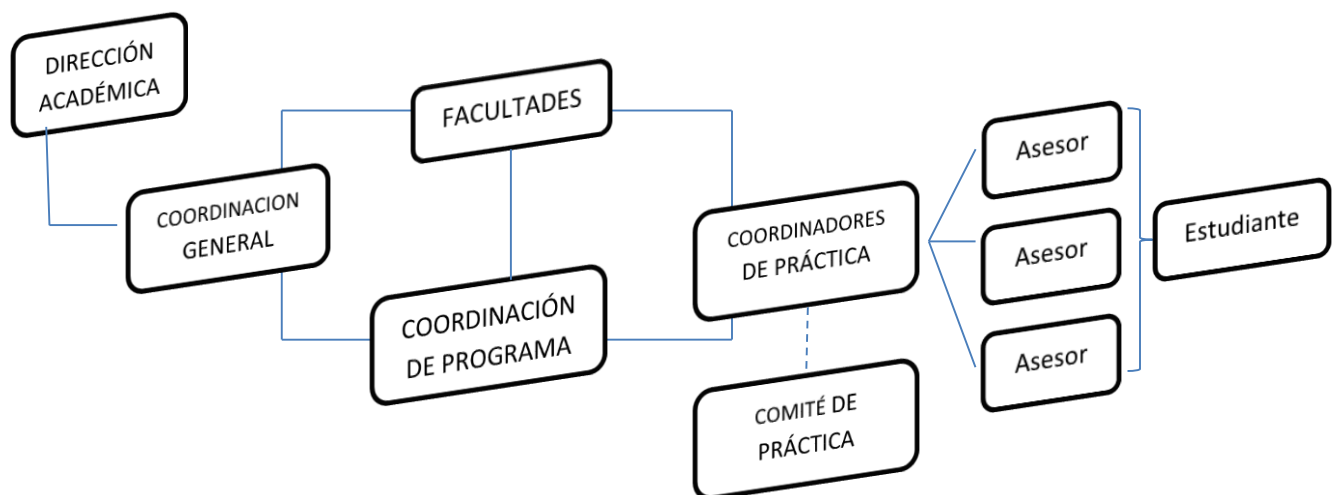 DIRECCIÓN
ACADÉMICA
FACULTADES
COORDINACION
GENERAL
COORDINACIÓN
DE PROGRAMA
COORDINADORES
DE PRÁCTICA
COMITÉ DE
PRÁCTICA
Asesor
Asesor
Asesor
Estudiante